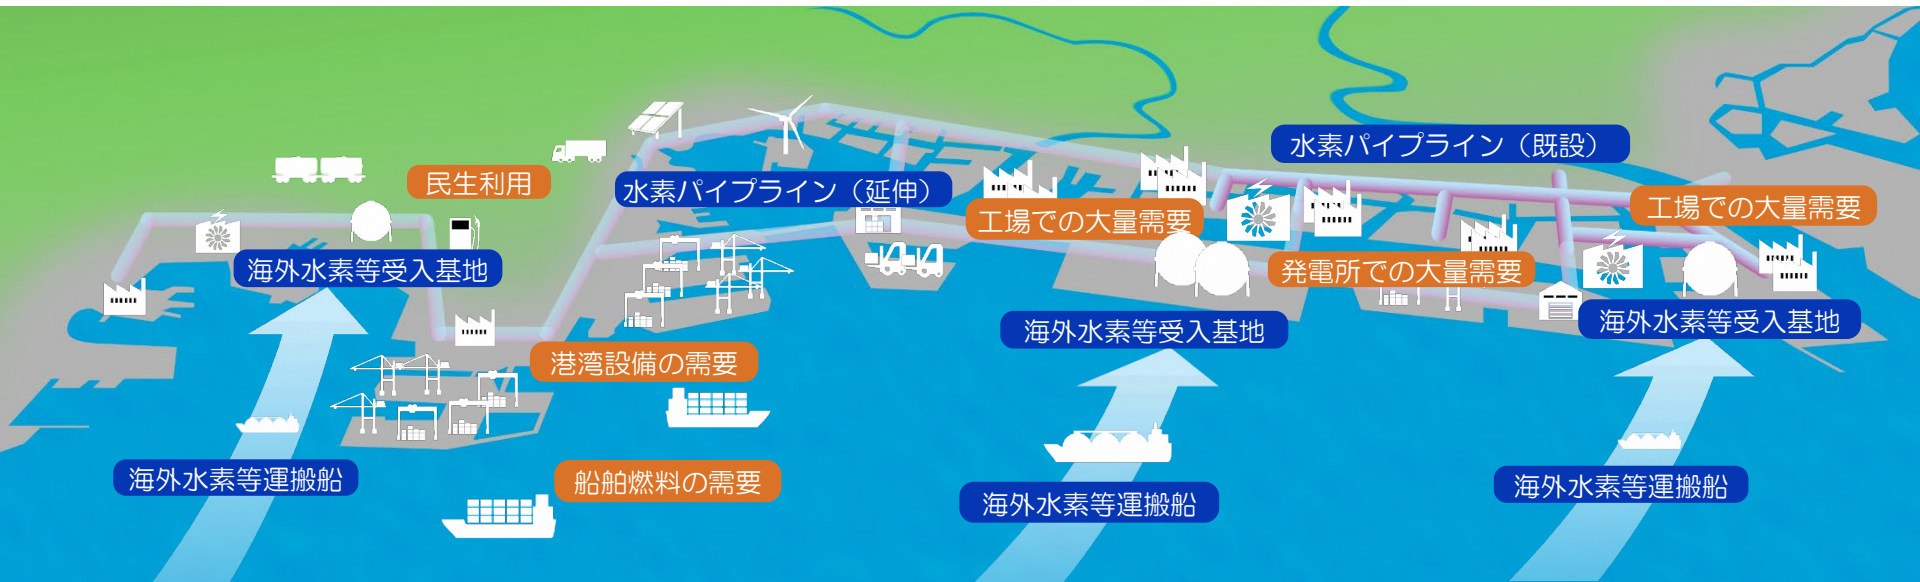 水素パイプライン（既設）
民生利用
水素パイプライン（延伸）
工場での大量需要
工場での大量需要
海外水素等受入基地
発電所での大量需要
海外水素等受入基地
海外水素等受入基地
港湾設備の需要
海外水素等運搬船
船舶燃料の需要
海外水素等運搬船
海外水素等運搬船